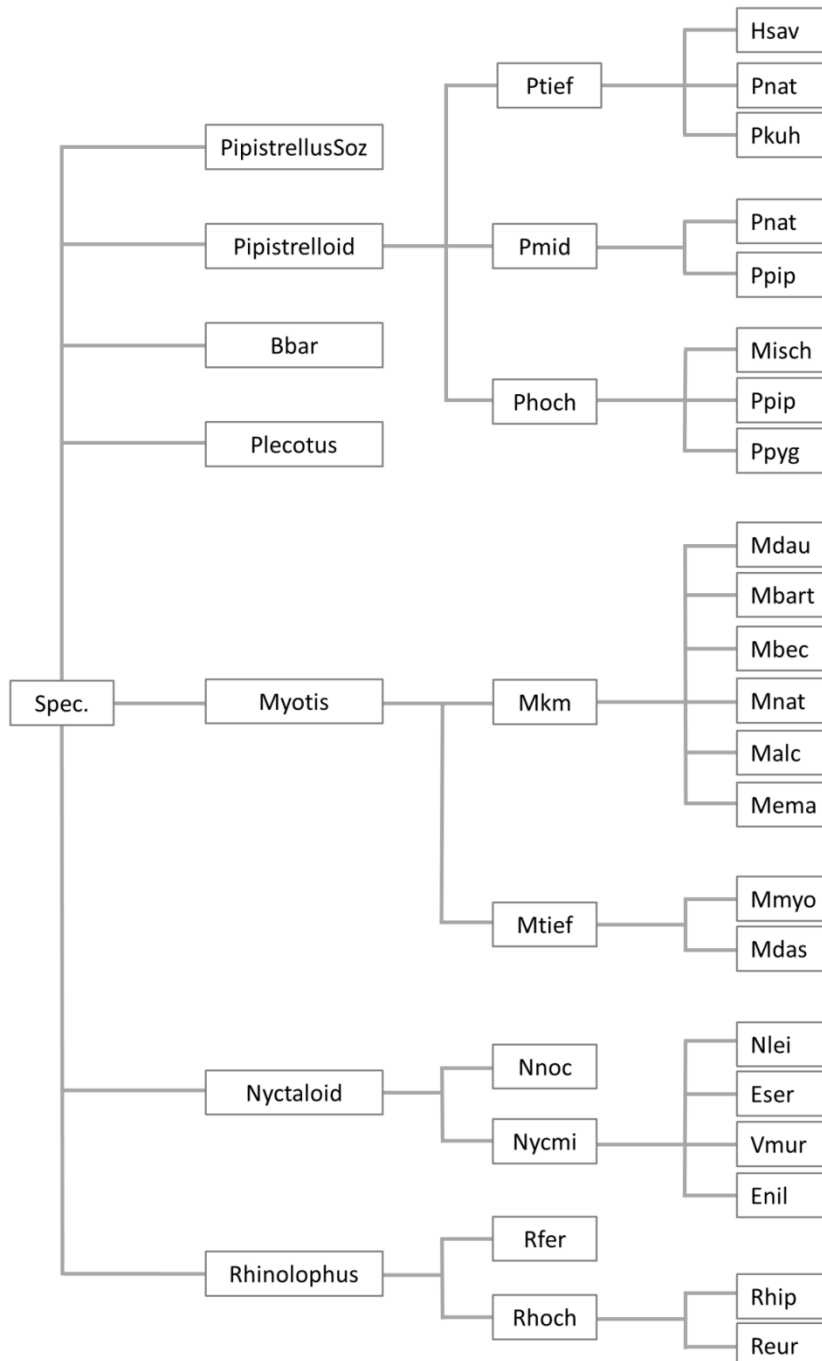 Spec.
PipistrellusSoz
Pipistrelloid
Ptief
Hsav
Pnat
Pkuh
Pmid
Pnat
Ppip
Phoch
Misch
Ppip
Ppyg
Bbar
Plecotus
Myotis
Mkm
Mdau
Mbart
Mbec
Mnat
Malc
Mema
Mtief
Mmyo
Mdas
Nyctaloid
Nnoc
Nycmi
Nlei
Eser
Vmur
Enil
Rhinolophus
Rfer
Rhoch
Rhip
Reur